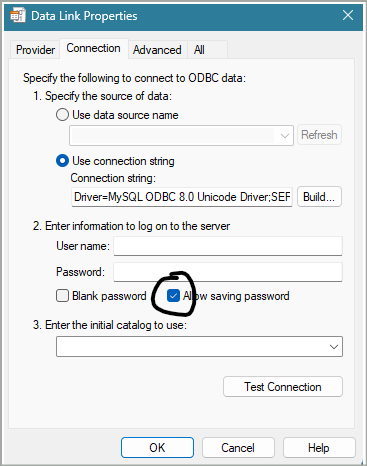 Data Link Properties
Provider Connection Advanced All
Specify the following to connect to ODBC data:
1. Specify the source of data:
Use data source name
Refresh
Use connection string
Connection string:
Driver=MySQL ODBC 8.0 Unicode Driver;SEF Build...
2. Enter information to log on to the server
User name:
Password:
Blank password Allow saving password
3. Enter the initial catalog to use:
Test Connection
OK Cancel Help